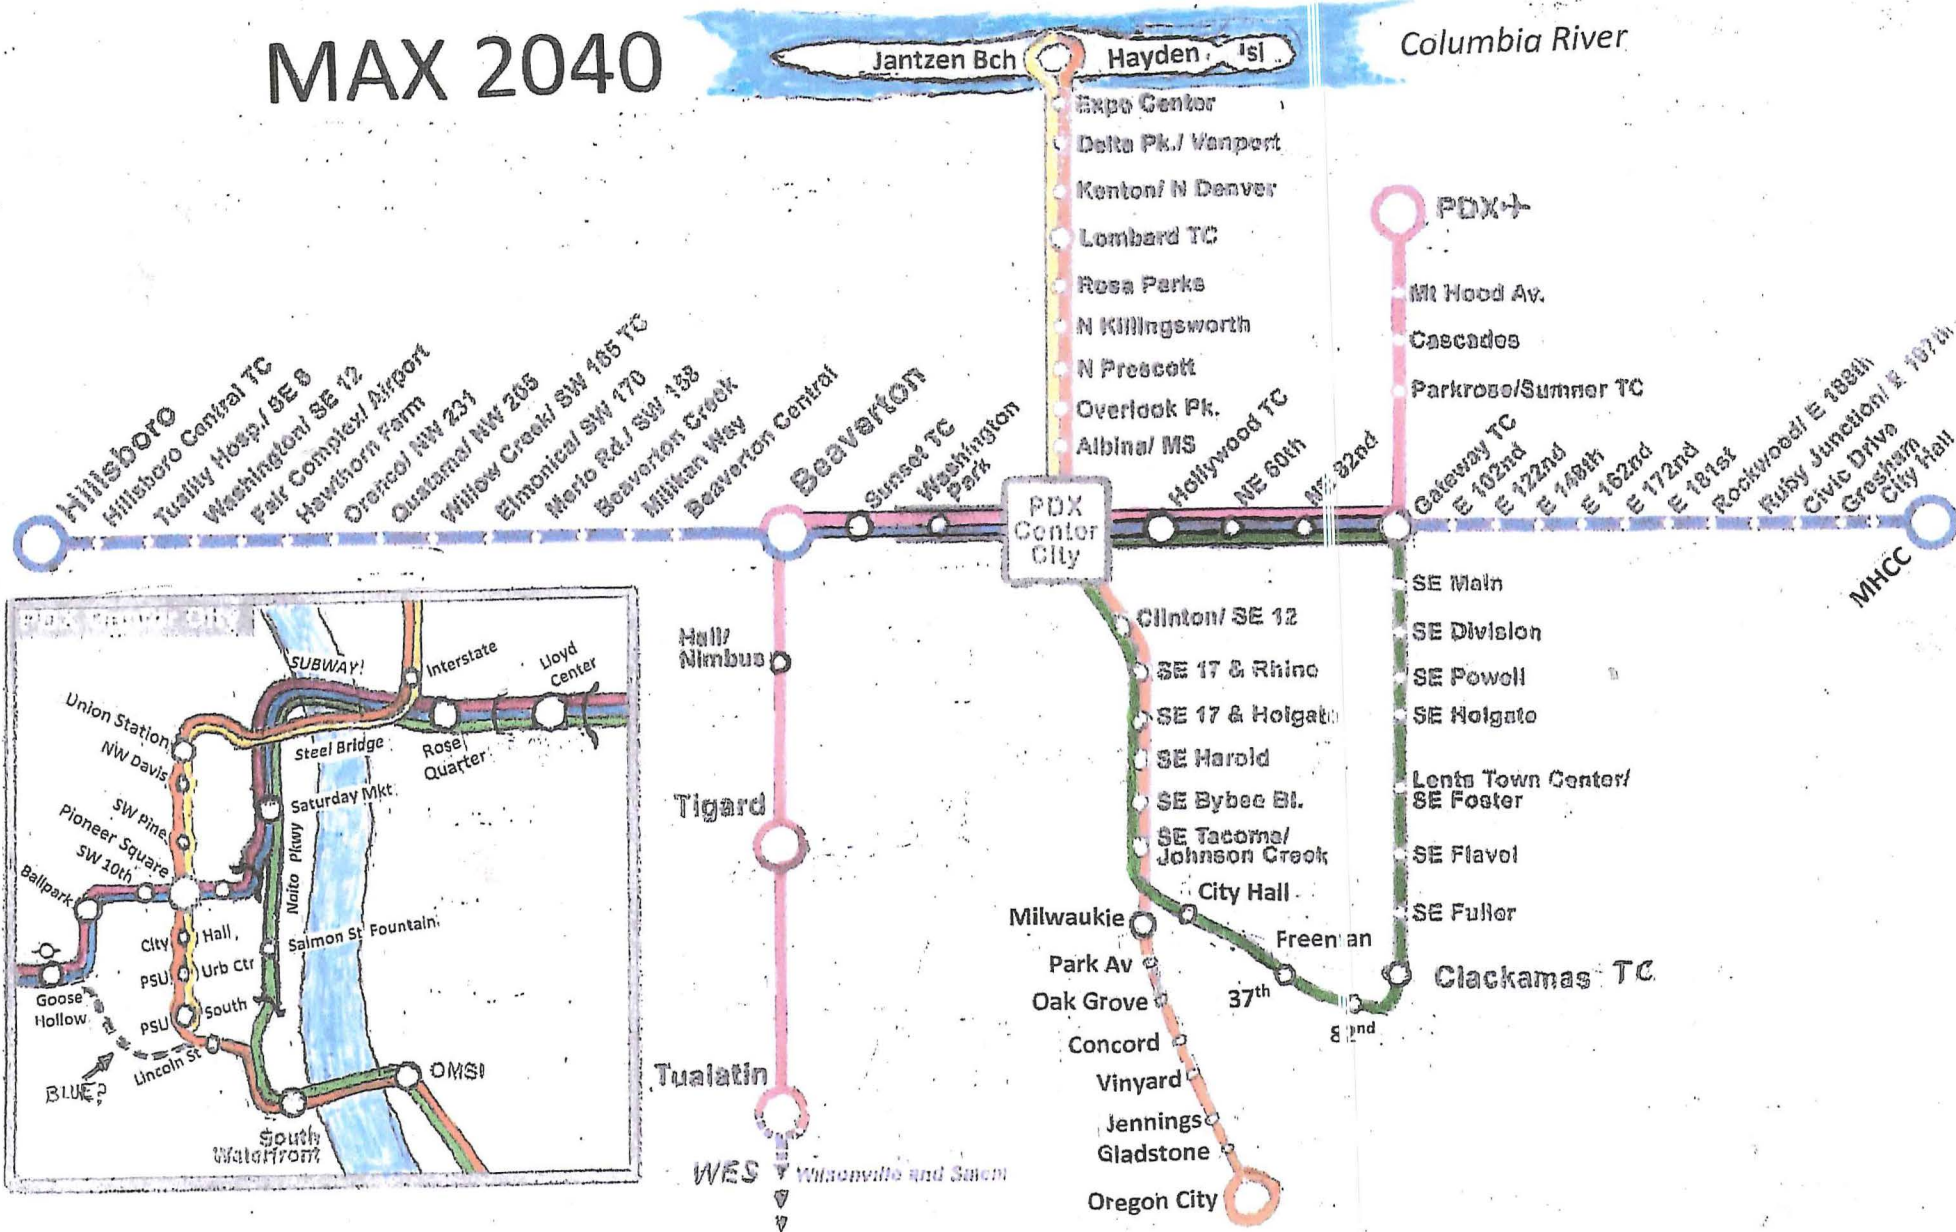 MAX 2040
Columbia River
Jantzen Bch
Hayden Isl
Expo Center
Delta Pk./ Vanport
Kenton/ N Denver
Lombard TC
Rosa Parks
N Killingsworth
N Prescott
Overlook Pk.
Albina/ MS
PDX
Mt Hood Av.
Cascades
Parkrose/Sumner TC
Hillsboro
Hillsboro Central TC
Tuality Hosp./ SE 8
Washington/ SE 12
Fair Complex/ Airport
Hawthorn Farm
Orenco/ NW 231
Quatama/ NW 205
Willow Creek/ SW 185 TC
Elmonica/ SW 170
Merlo Rd./ SW 158
Beaverton Creek
Millikan Way
Beaverton Central
Beaverton
Sunset TC
Washington
Park
PDX
Center
City
Hollywood TC
NE 60th
NE 82nd
Gateway TC
E 102nd
E 122nd
E 148th
E 162nd
E 172nd
E 181st
Rockwood/ E 188th
Ruby Junction/ E 197th
Civic Drive
Gresham
City Hall
MHCC
SE Main
SE Division
SE Powell
SE Holgate
Lents Town Center/
SE Foster
SE Flavel
SE Fuller
Clackamas TC
Clinton/ SE 12
SE 17 & Rhine
SE 17 & Holgate
SE Harold
SE Bybee Bl.
SE Tacoma/
Johnson Creek
City Hall
Freeman
37th
82nd
Milwaukie
Park Av
Oak Grove
Concord
Vinyard
Jennings
Gladstone
Oregon City
Hall/
Nimbus
Tigard
Tualatin
WES
Wilsonville and Salem
PDX Center City
SUBWAY!
Interstate
Lloyd
Center
Union Station
NW Davis
Steel Bridge
Rose
Quarter
SW Pine
Pioneer Square
SW 10th
Ballpark
Saturday Mkt
Naito Pkwy
City Hall
Salmon St Fountain
PSU Urb Ctr
PSU South
Goose
Hollow
Lincoln St
BLUE?
OMSI
South
Waterfront